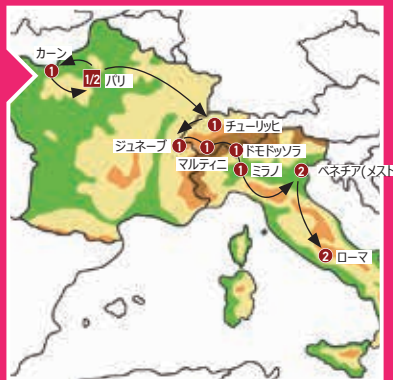 カーン
1
1/2 パリ
1 チューリッヒ
ジュネーブ 1
1
マルティニ
1 ドモドッソラ
1 ミラノ
2 ベネチア(メスト
2 ローマ